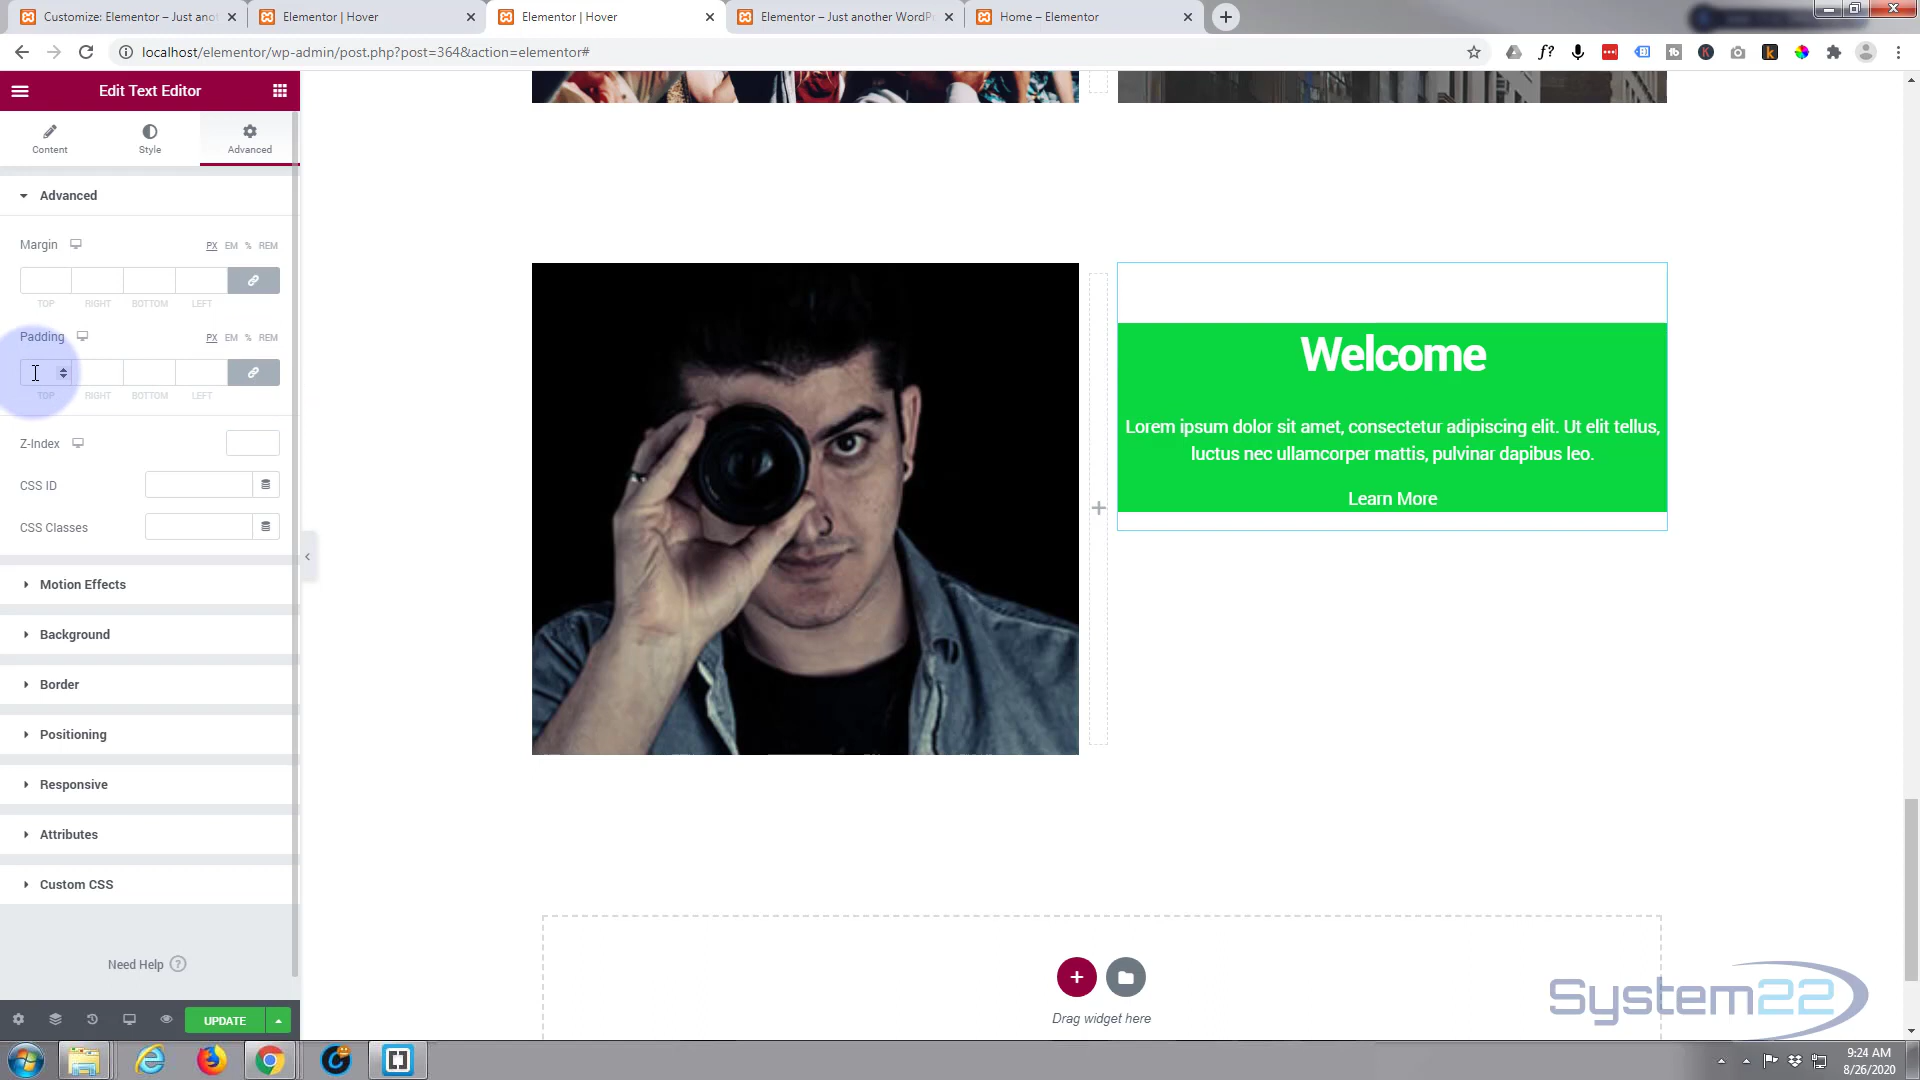 Customize: Elementor – Just anot
Elementor | Hover
Elementor | Hover
Elementor – Just another WordPr
Home – Elementor
localhost/elementor/wp-admin/post.php?post=364&action=elementor#
Edit Text Editor
Content
Style
Advanced
Advanced
Margin
PX EM % REM
TOP RIGHT BOTTOM LEFT
Padding
PX EM % REM
TOP RIGHT BOTTOM LEFT
Z-Index
CSS ID
CSS Classes
Motion Effects
Background
Border
Positioning
Responsive
Attributes
Custom CSS
Need Help
UPDATE
Welcome
Lorem ipsum dolor sit amet, consectetur adipiscing elit. Ut elit tellus,
luctus nec ullamcorper mattis, pulvinar dapibus leo.
Learn More
Drag widget here
System22
9:24 AM
8/26/2020